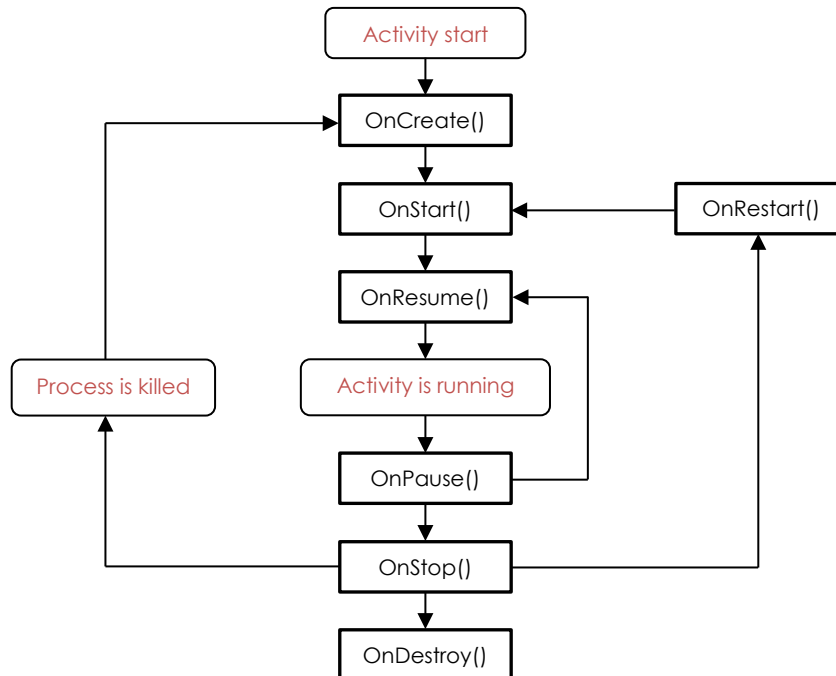 Activity start
OnCreate()
OnStart()
OnRestart()
OnResume()
Process is killed
Activity is running
OnPause()
OnStop()
OnDestroy()